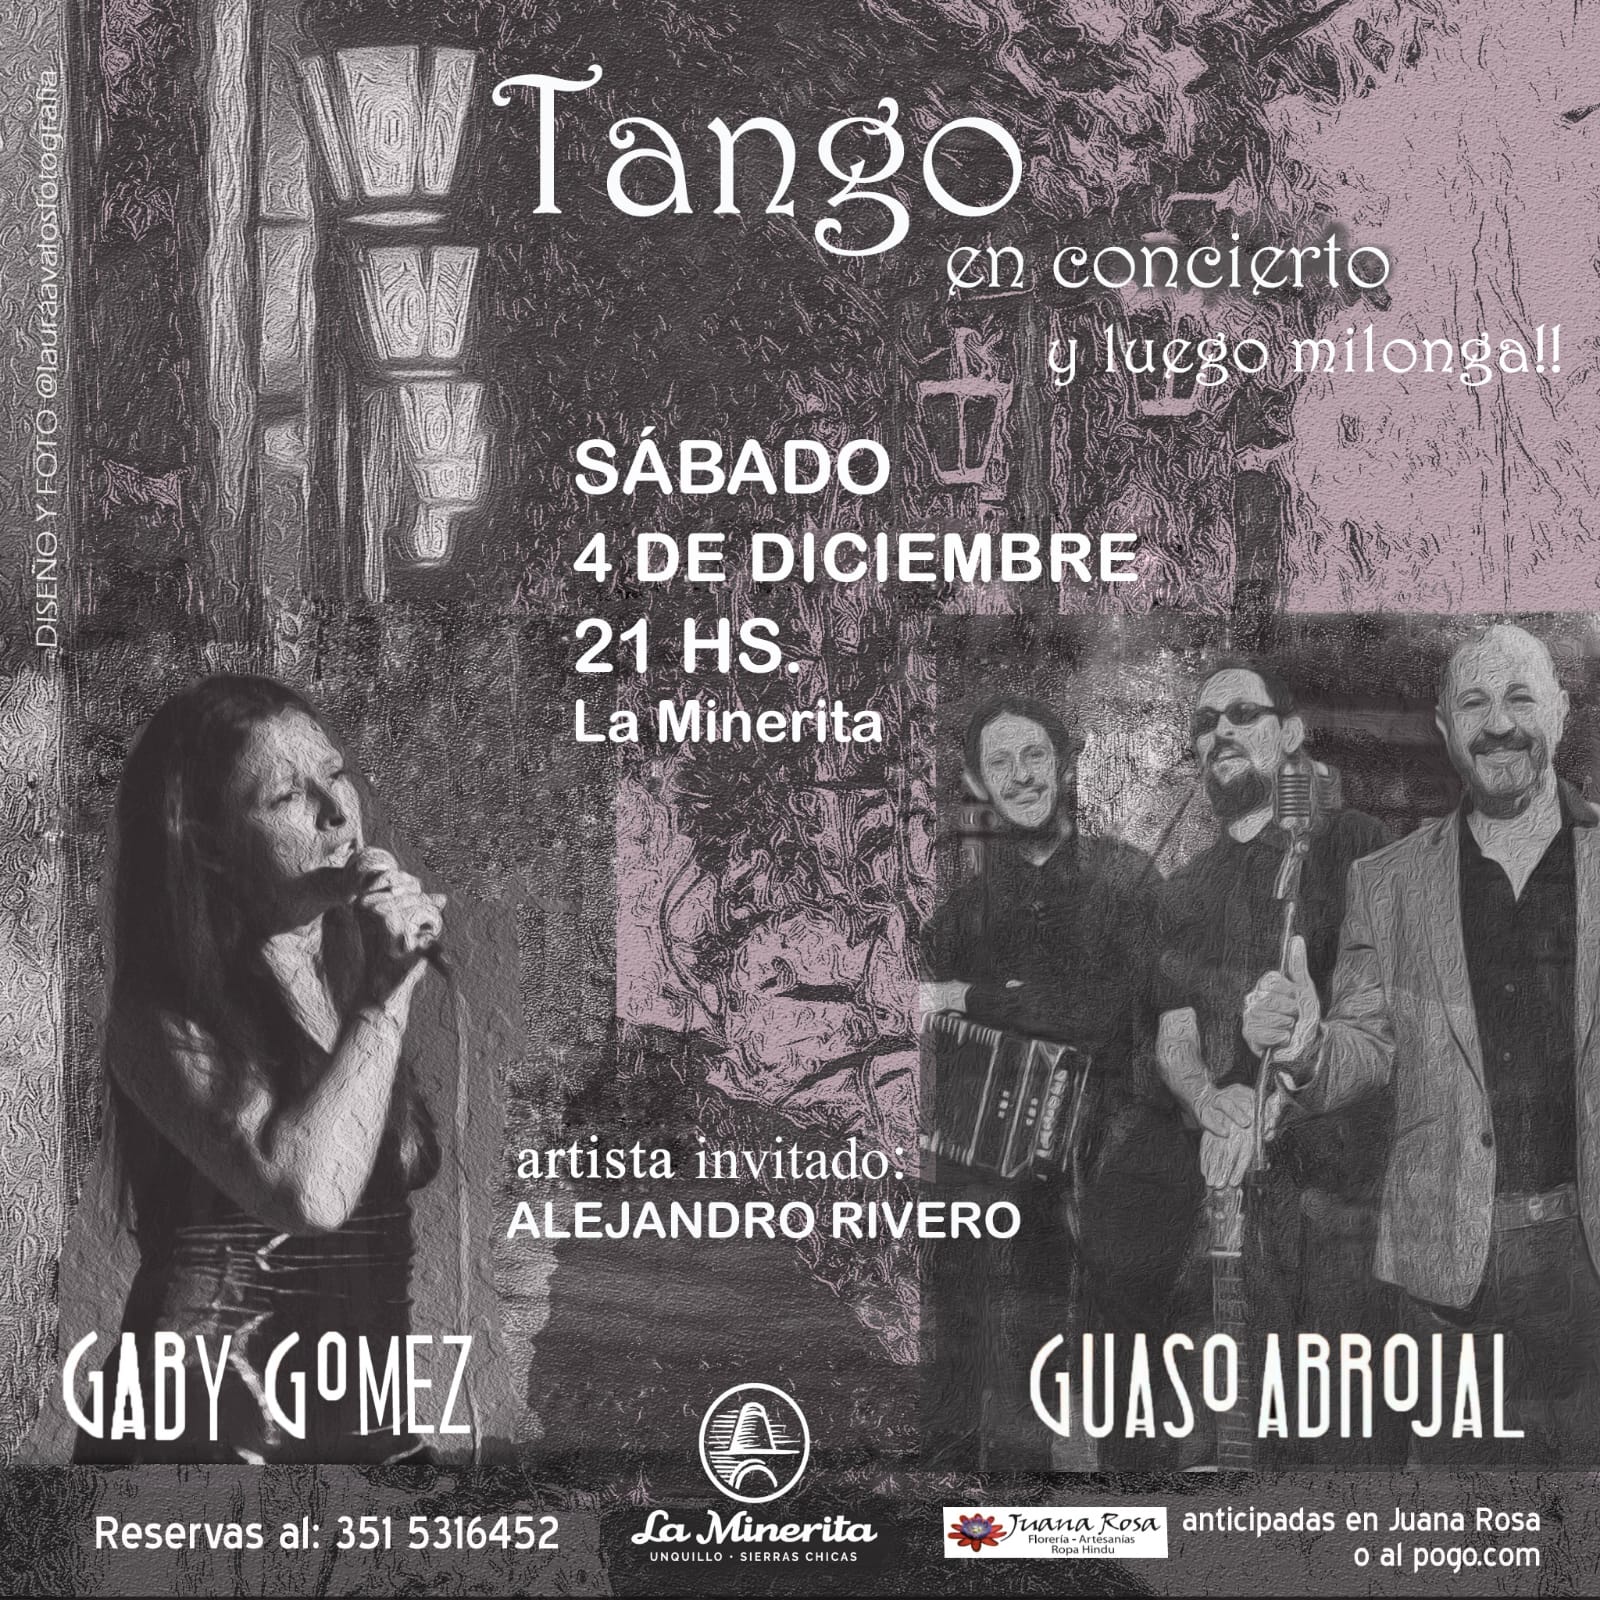 Tango
en concierto
y luego milonga!!
SÁBADO
4 DE DICIEMBRE
21 HS.
La Minerita
DISEÑO Y FOTO @lauraavalosfotografia
artista invitado:
ALEJANDRO RIVERO
GABY GOMEZ
GUASO ABROJAL
Reservas al: 351 5316452
La Minerita
UNQUILLO · SIERRAS CHICAS
Juana Rosa
Florería - Artesanías
Ropa Hindu
anticipadas en Juana Rosa
o al pogo.com